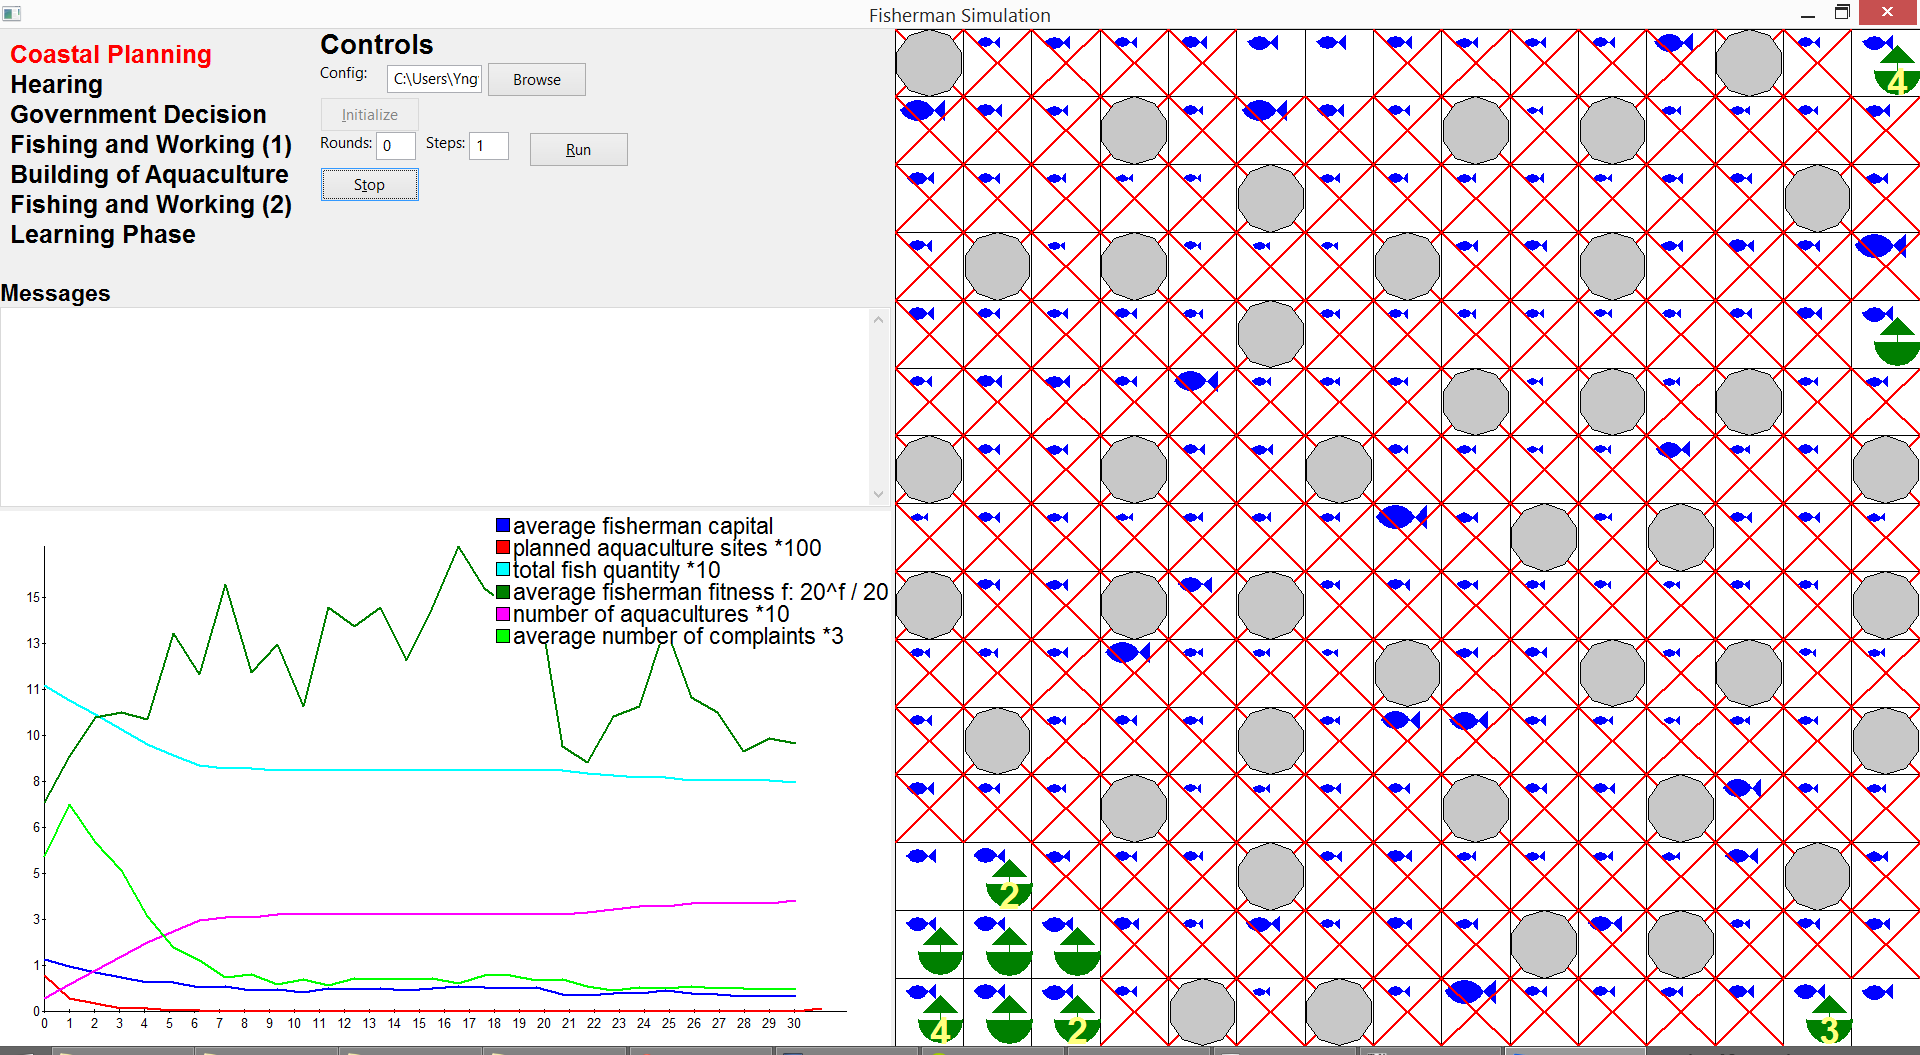 Fisherman Simulation
Coastal Planning
Hearing
Government Decision
Fishing and Working (1)
Building of Aquaculture
Fishing and Working (2)
Learning Phase
Controls
Config: C:\Users\Yng Browse
Initialize
Rounds: 0 Steps: 1 Run
Stop
Messages
average fisherman capital
planned aquaculture sites *100
total fish quantity *10
average fisherman fitness f: 20^f / 20
number of aquacultures *10
average number of complaints *3
15
13
11
10
8
6
5
3
1
0
0 1 2 3 4 5 6 7 8 9 10 11 12 13 14 15 16 17 18 19 20 21 22 23 24 25 26 27 28 29 30
4
2
4 2 3